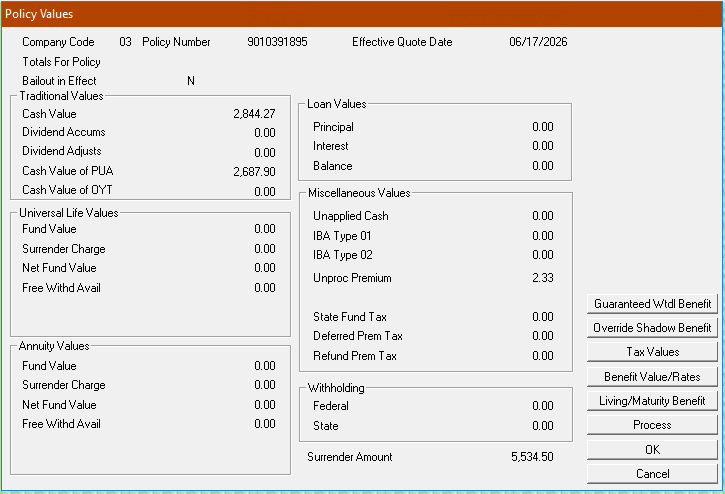 Policy Values
Company Code 03 Policy Number 9010391895 Effective Quote Date 06/17/2026
Totals For Policy
Bailout in Effect N
Traditional Values
Cash Value 2,844.27
Dividend Accums 0.00
Dividend Adjusts 0.00
Cash Value of PUA 2,687.90
Cash Value of OYT 0.00
Universal Life Values
Fund Value 0.00
Surrender Charge 0.00
Net Fund Value 0.00
Free Withd Avail 0.00
Annuity Values
Fund Value 0.00
Surrender Charge 0.00
Net Fund Value 0.00
Free Withd Avail 0.00
Loan Values
Principal 0.00
Interest 0.00
Balance 0.00
Miscellaneous Values
Unapplied Cash 0.00
IBA Type 01 0.00
IBA Type 02 0.00
Unproc Premium 2.33
State Fund Tax 0.00
Deferred Prem Tax 0.00
Refund Prem Tax 0.00
Withholding
Federal 0.00
State 0.00
Surrender Amount 5,534.50
Guaranteed Wtdl Benefit
Override Shadow Benefit
Tax Values
Benefit Value/Rates
Living/Maturity Benefit
Process
OK
Cancel